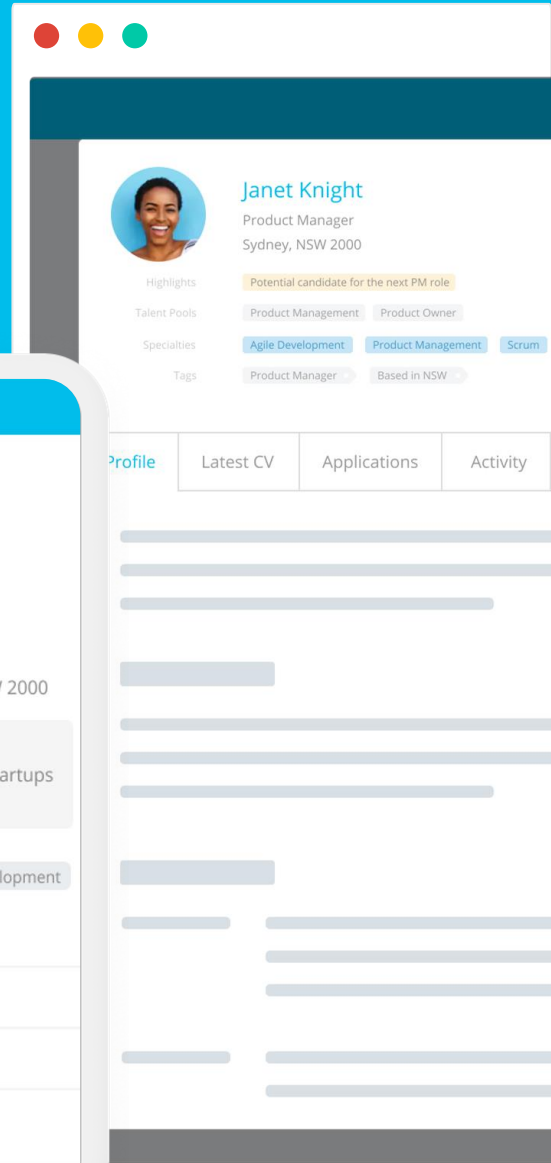 Janet Knight
Product Manager
Sydney, NSW 2000
Highlights Potential candidate for the next PM role
Talent Pools Product Management Product Owner
Specialties Agile Development Product Management Scrum
Tags Product Manager Based in NSW
Profile Latest CV Applications Activity
2000